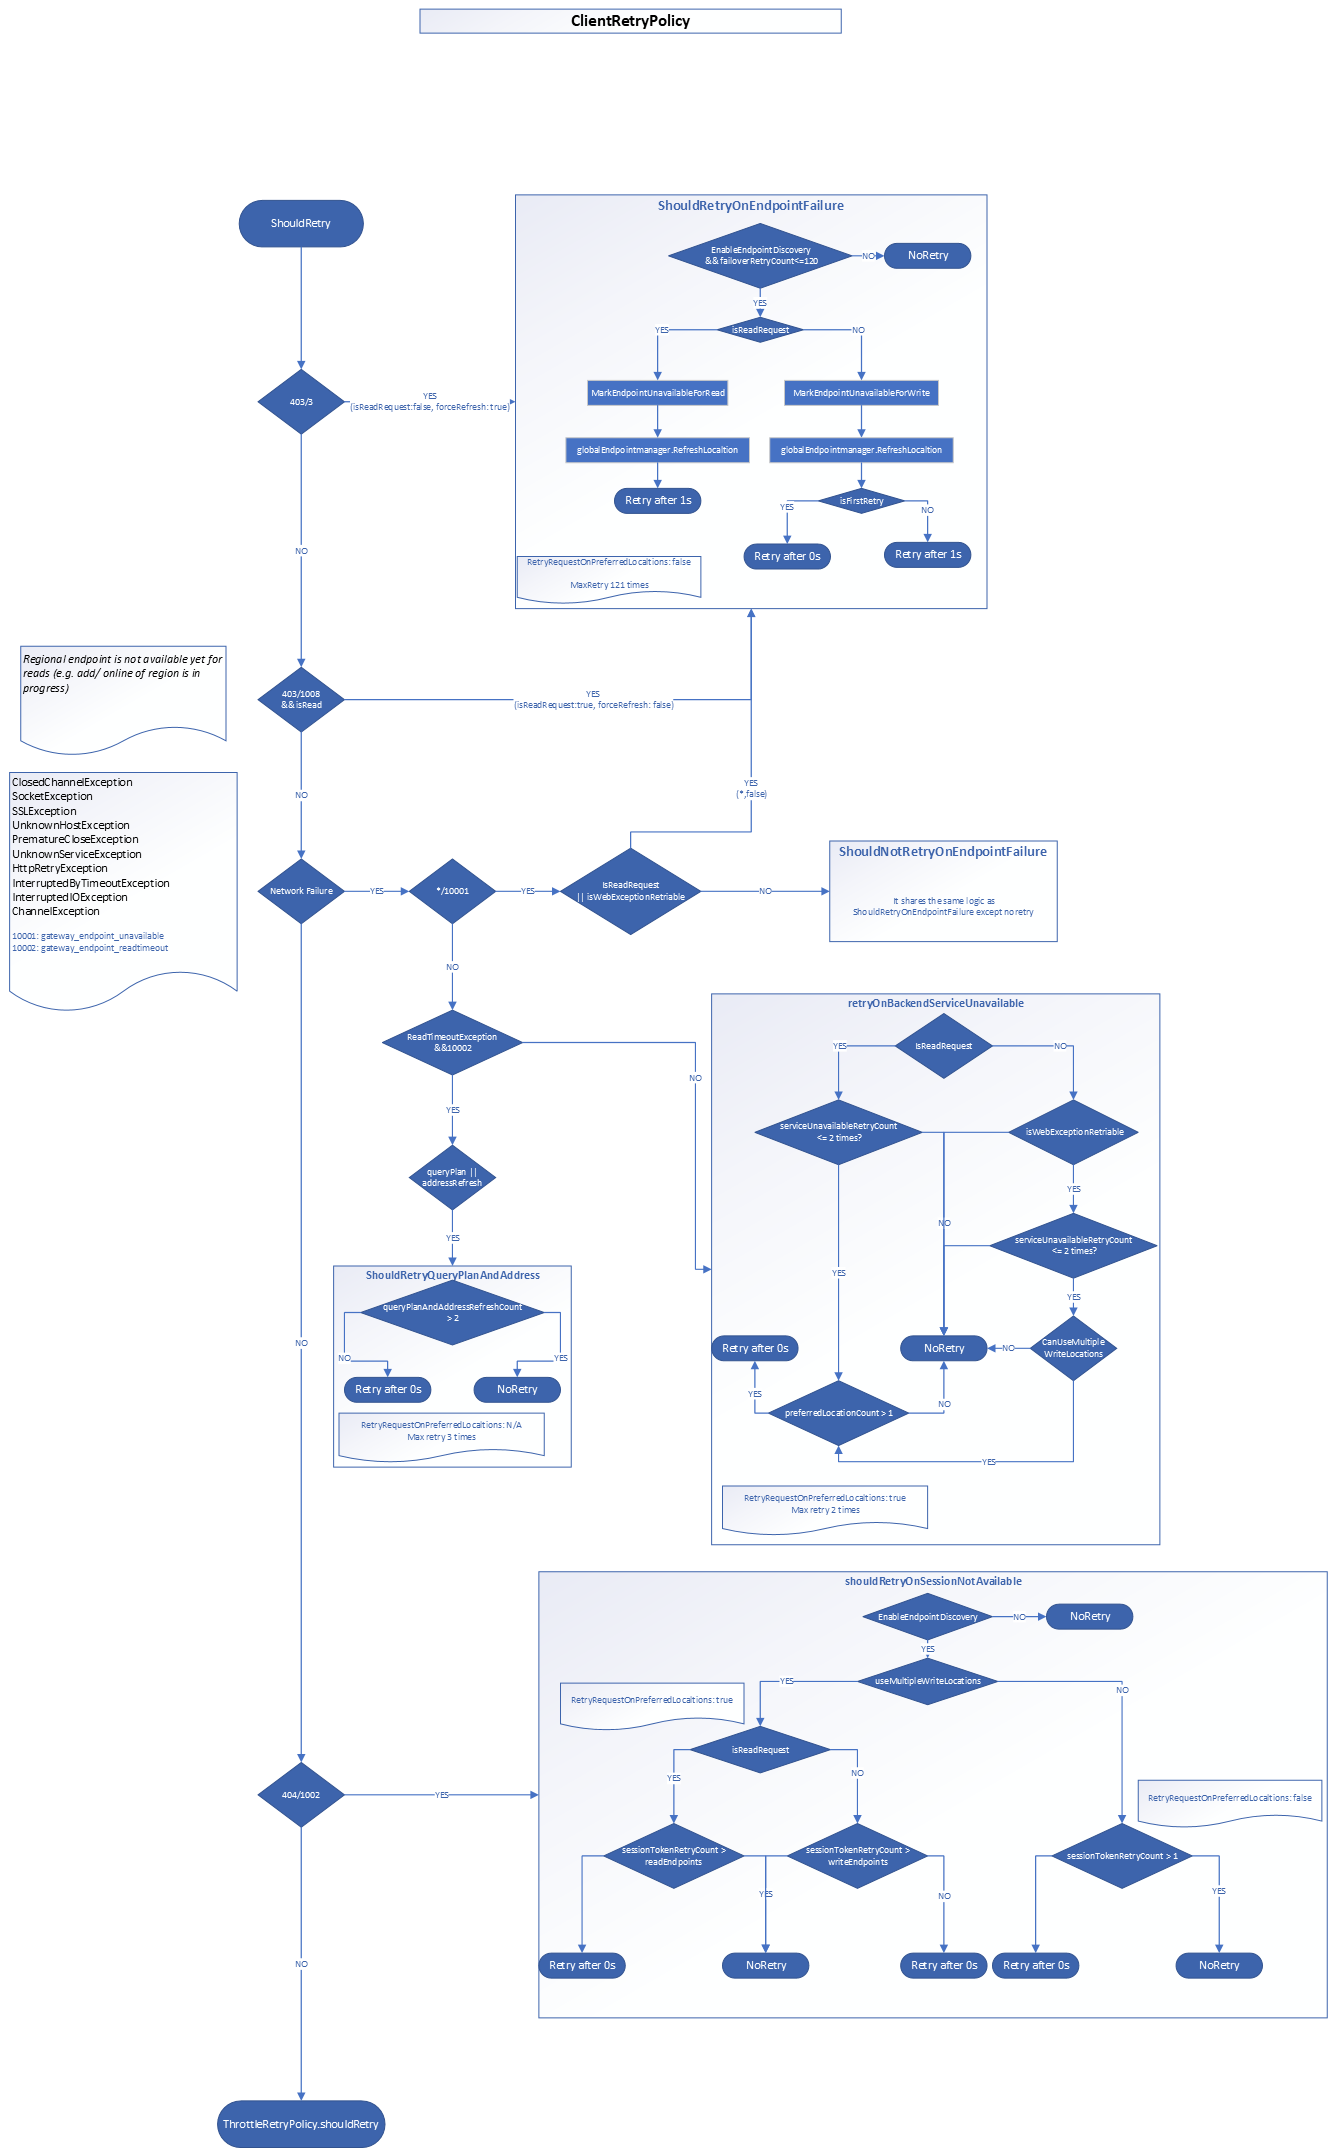 ClientRetryPolicy
ShouldRetry
403/3
YES
(isReadRequest:false, forceRefresh: true)
NO
ShouldRetryOnEndpointFailure
EnableEndpointDiscovery
&& failoverRetryCount<=120
NO
NoRetry
YES
isReadRequest
YES
NO
MarkEndpointUnavailableForRead
MarkEndpointUnavailableForWrite
globalEndpointmanager.RefreshLocaltion
globalEndpointmanager.RefreshLocaltion
Retry after 1s
isFirstRetry
YES
NO
Retry after 0s
Retry after 1s
RetryRequestOnPreferredLocaltions: false
MaxRetry 121 times
Regional endpoint is not available yet for
reads (e.g. add/ online of region is in
progress)
403/1008
&&isRead
YES
(isReadRequest:true, forceRefresh: false)
NO
YES
(*,false)
ClosedChannelException
SocketException
SSLException
UnknownHostException
PrematureCloseException
UnknownServiceException
HttpRetryException
InterruptedByTimeoutException
InterruptedIOException
ChannelException
10001: gateway_endpoint_unavailable
10002: gateway_endpoint_readtimeout
Network Failure
YES
*/10001
YES
IsReadRequest
|| isWebExceptionRetriable
NO
ShouldNotRetryOnEndpointFailure
It shares the same logic as
ShouldRetryOnEndpointFailure except no retry
NO
ReadTimeoutException
&&10002
NO
YES
queryPlan ||
addressRefresh
YES
ShouldRetryQueryPlanAndAddress
queryPlanAndAddressRefreshCount
> 2
NO
YES
Retry after 0s
NoRetry
RetryRequestOnPreferredLocaltions: N/A
Max retry 3 times
retryOnBackendServiceUnavailable
IsReadRequest
YES
NO
serviceUnavailableRetryCount
<= 2 times?
isWebExceptionRetriable
YES
NO
serviceUnavailableRetryCount
<= 2 times?
YES
YES
Retry after 0s
NoRetry
NO
CanUseMultiple
WriteLocations
YES
preferredLocationCount > 1
NO
YES
RetryRequestOnPreferredLocaltions: true
Max retry 2 times
NO
404/1002
YES
shouldRetryOnSessionNotAvailable
EnableEndpointDiscovery
NO
NoRetry
YES
useMultipleWriteLocations
YES
NO
RetryRequestOnPreferredLocaltions: true
isReadRequest
YES
NO
RetryRequestOnPreferredLocaltions: false
sessionTokenRetryCount >
readEndpoints
sessionTokenRetryCount >
writeEndpoints
sessionTokenRetryCount > 1
YES
NO
YES
Retry after 0s
NoRetry
Retry after 0s
Retry after 0s
NoRetry
NO
ThrottleRetryPolicy.shouldRetry